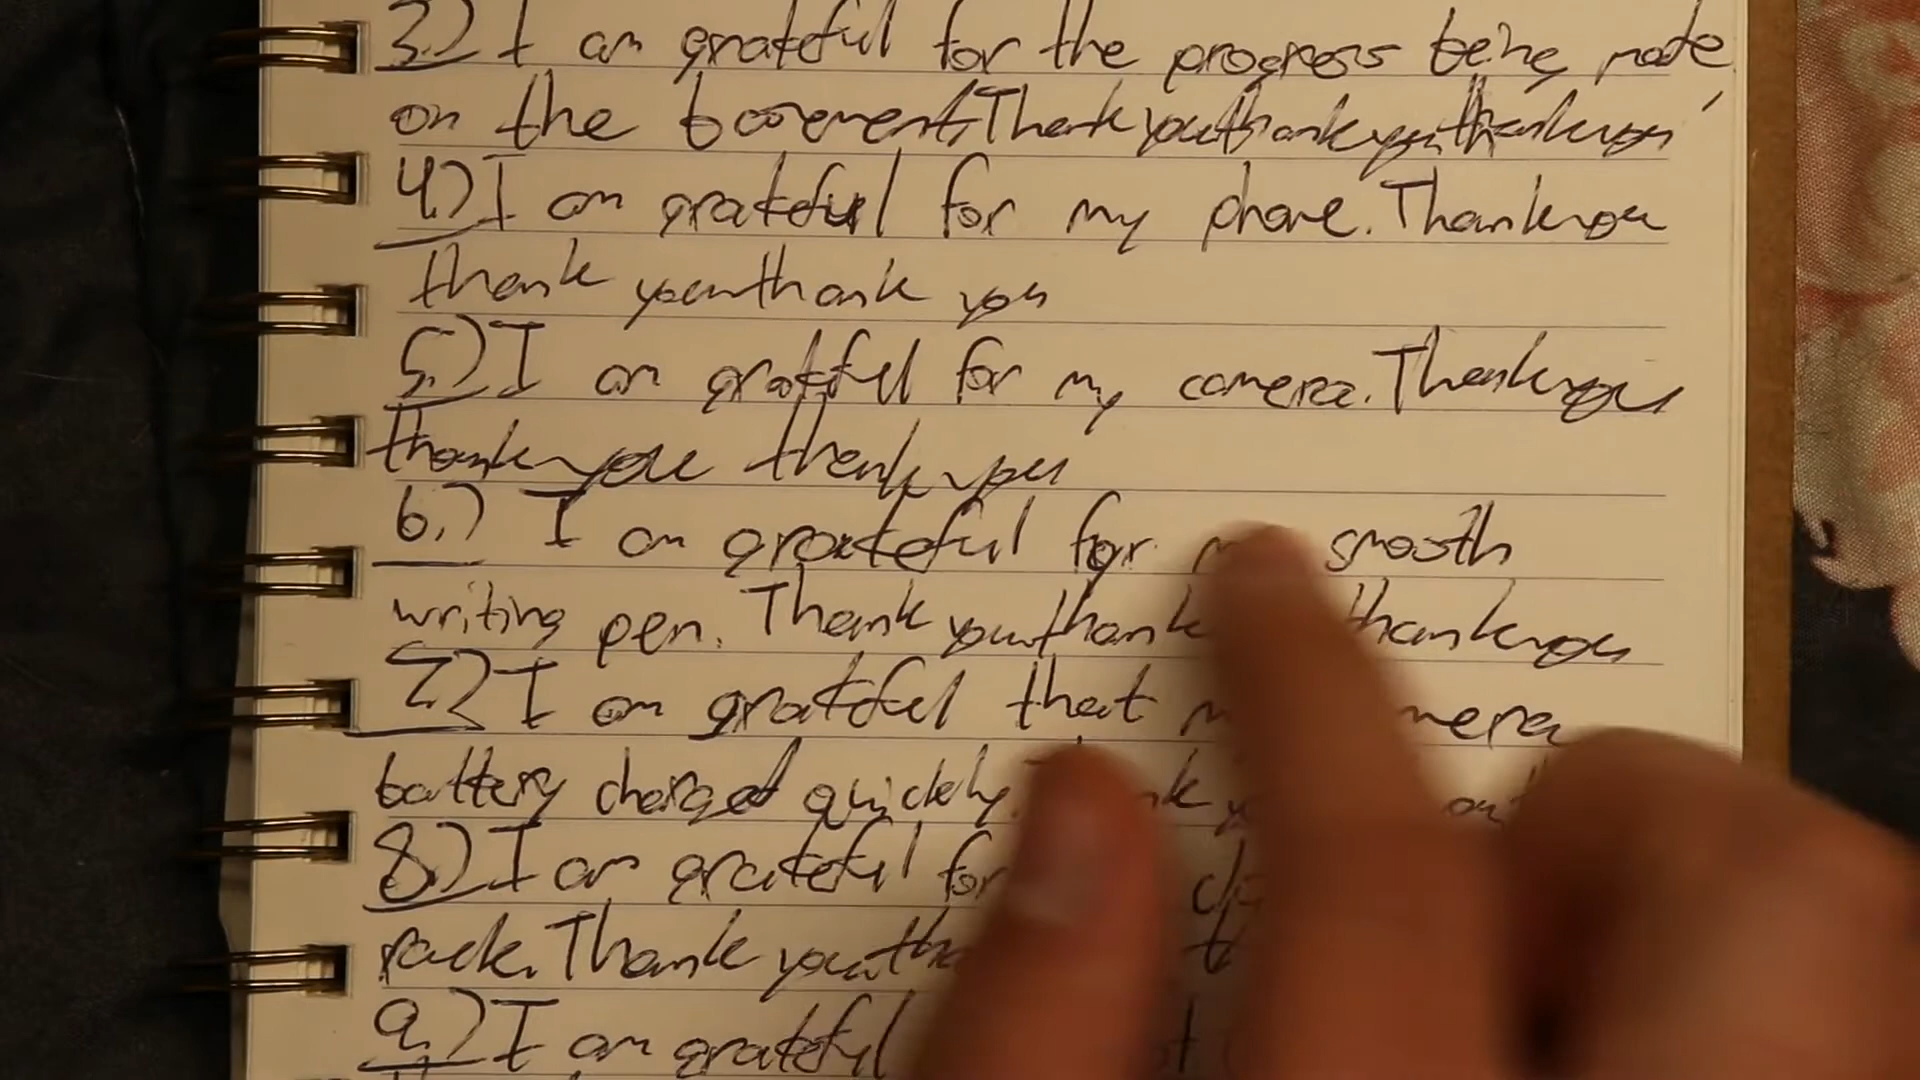 3.) I am grateful for the progress being made
on the basement. Thank you, thank you, thank you
4.) I am grateful for my phone. Thank you
thank you, thank you
5.) I am grateful for my camera. Thank you
thank you thank you
6.) I am grateful for smooth
writing pen. Thank you, thank thank you
7.) I am grateful that
battery charged quickly.
8.) I am grateful for
rack. Thank you,
9.) I am grateful